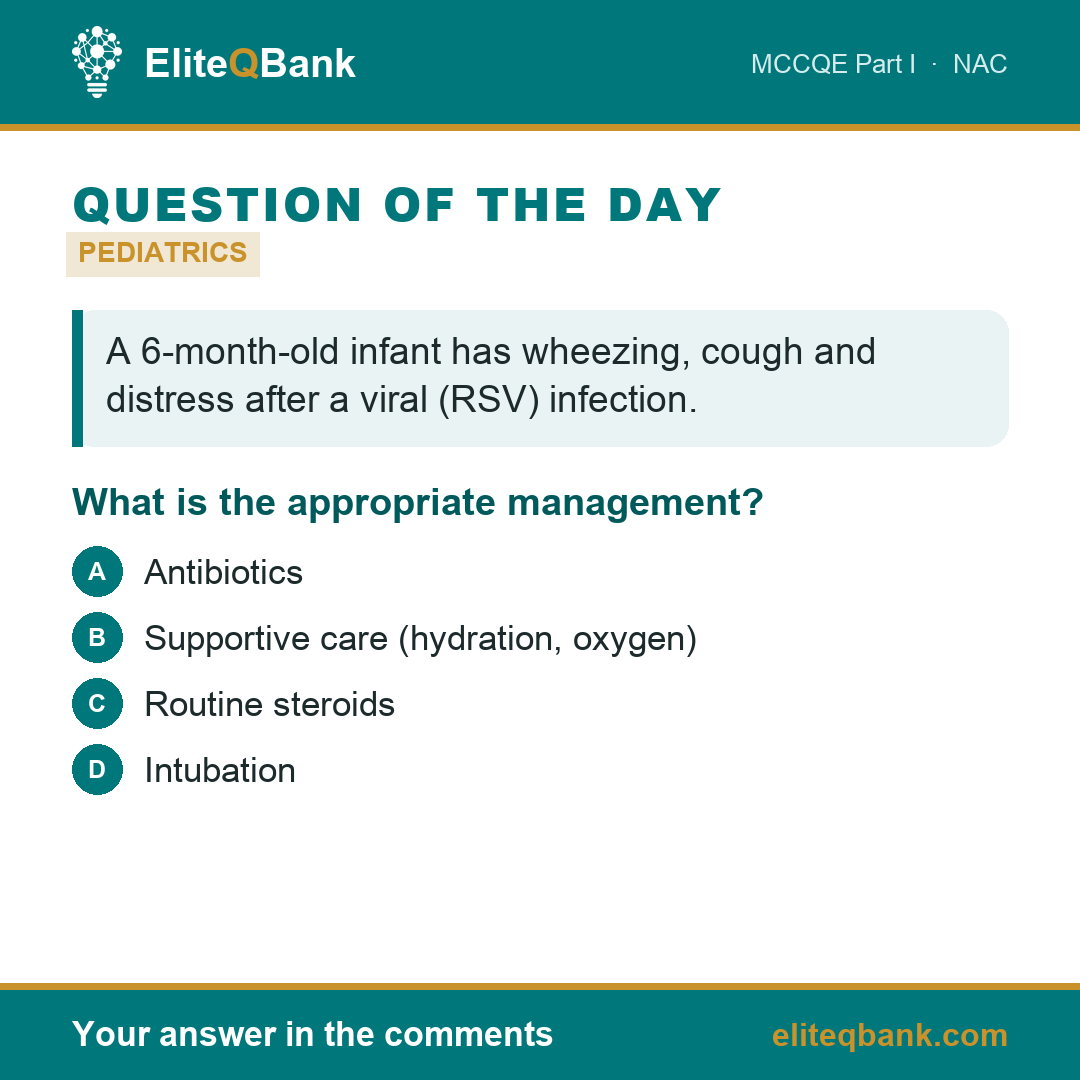 EliteQBank
MCCQE Part I · NAC
QUESTION OF THE DAY
PEDIATRICS
A 6-month-old infant has wheezing, cough and
distress after a viral (RSV) infection.
What is the appropriate management?
A Antibiotics
B Supportive care (hydration, oxygen)
C Routine steroids
D Intubation
Your answer in the comments
eliteqbank.com